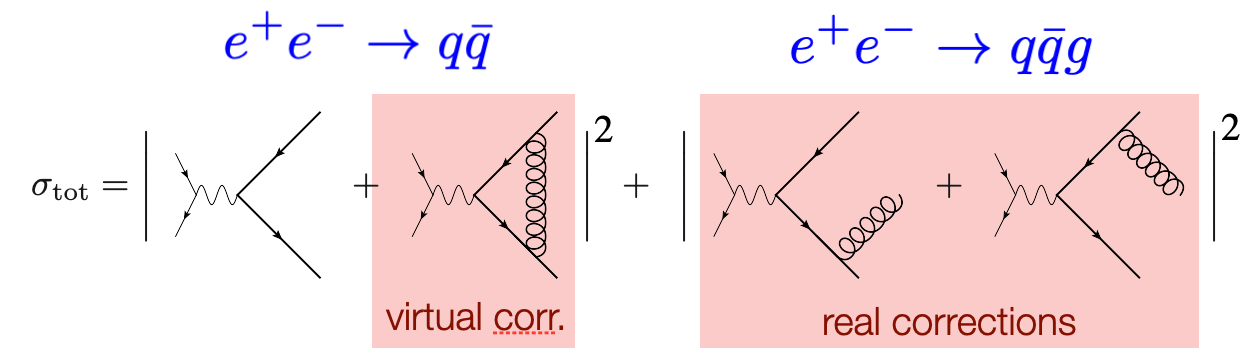 e⁺e⁻ → qq̄
e⁺e⁻ → qq̄g
σ_tot = | + |² + | + |²
virtual corr.
real corrections